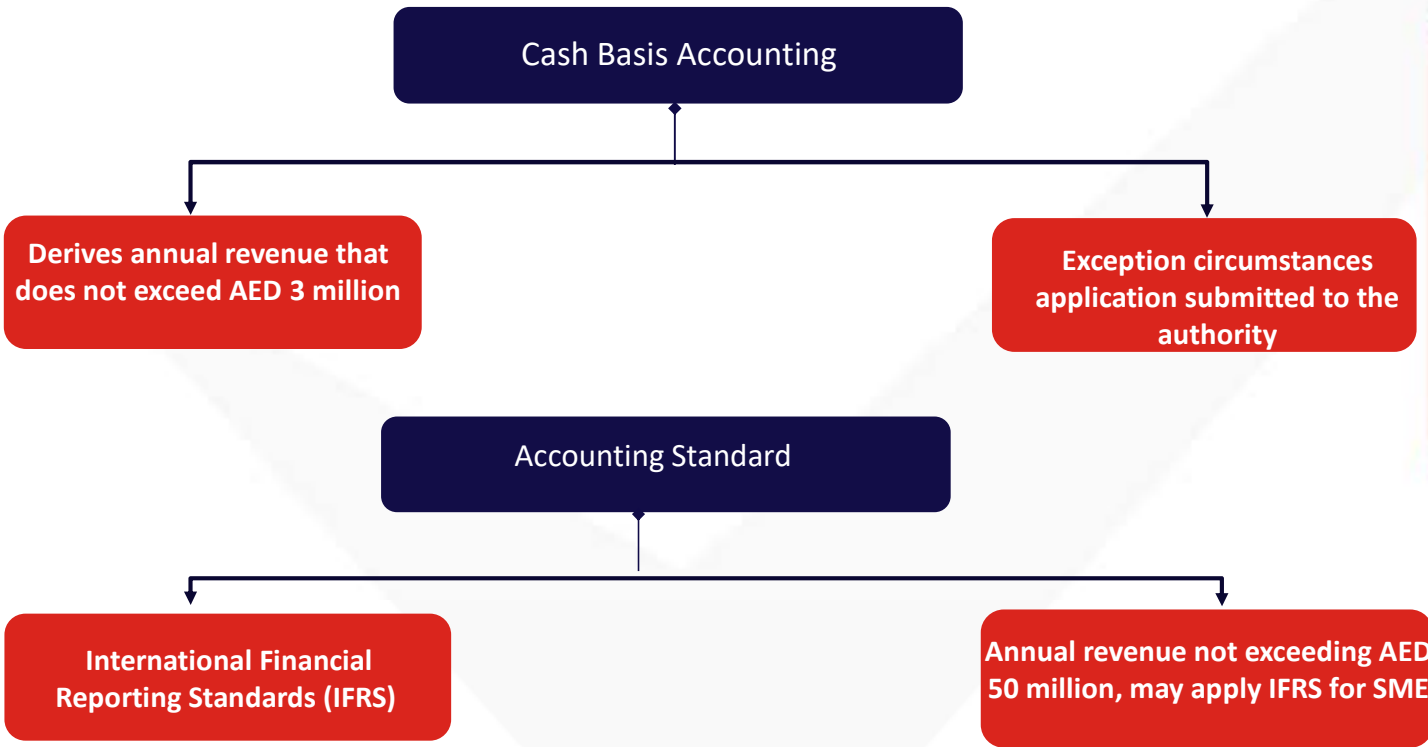 Cash Basis Accounting
Derives annual revenue that
does not exceed AED 3 million
Exception circumstances
application submitted to the
authority
Accounting Standard
International Financial
Reporting Standards (IFRS)
Annual revenue not exceeding AED
50 million, may apply IFRS for SME